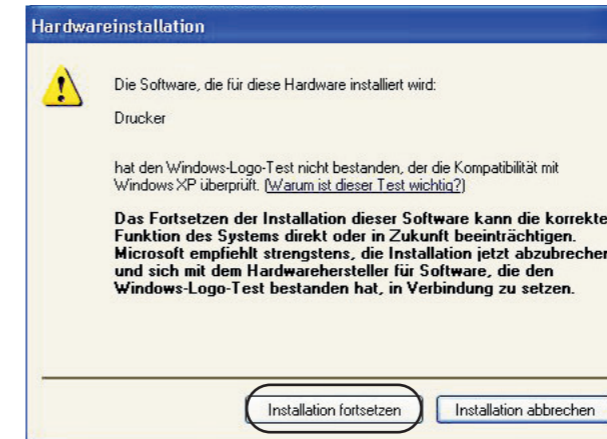 Hardwareinstallation
Die Software, die für diese Hardware installiert wird:
Drucker
hat den Windows-Logo-Test nicht bestanden, der die Kompatibilität mit
Windows XP überprüft. (Warum ist dieser Test wichtig?)
Das Fortsetzen der Installation dieser Software kann die korrekte
Funktion des Systems direkt oder in Zukunft beeinträchtigen.
Microsoft empfiehlt strengstens, die Installation jetzt abzubrechen
und sich mit dem Hardwarehersteller für Software, die den
Windows-Logo-Test bestanden hat, in Verbindung zu setzen.
Installation fortsetzen Installation abbrechen